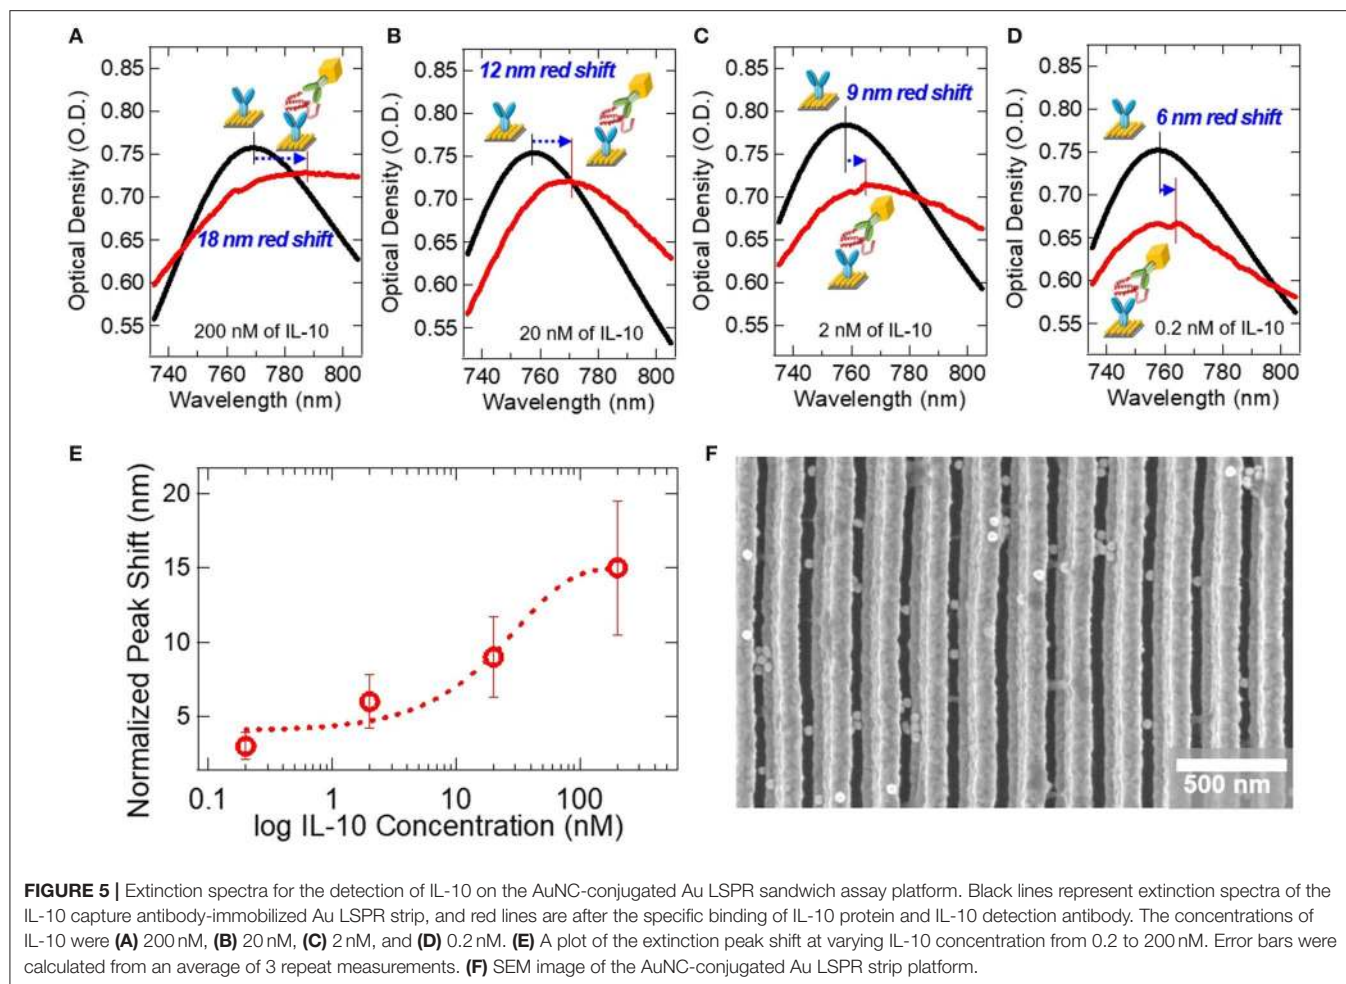 A
B
C
D
0.85
0.80
0.75
0.70
0.65
0.60
0.55
Optical Density (O.D.)
18 nm red shift
200 nM of IL-10
740 760 780 800
Wavelength (nm)
0.85
0.80
0.75
0.70
0.65
0.60
0.55
Optical Density (O.D.)
12 nm red shift
20 nM of IL-10
740 760 780 800
Wavelength (nm)
0.85
0.80
0.75
0.70
0.65
0.60
0.55
Optical Density (O.D.)
9 nm red shift
2 nM of IL-10
740 760 780 800
Wavelength (nm)
0.85
0.80
0.75
0.70
0.65
0.60
0.55
Optical Density (O.D.)
6 nm red shift
0.2 nM of IL-10
740 760 780 800
Wavelength (nm)
E
20
15
10
5
Normalized Peak Shift (nm)
0.1 1 10 100
log IL-10 Concentration (nM)
F
500 nm
FIGURE 5 | Extinction spectra for the detection of IL-10 on the AuNC-conjugated Au LSPR sandwich assay platform. Black lines represent extinction spectra of the
IL-10 capture antibody-immobilized Au LSPR strip, and red lines are after the specific binding of IL-10 protein and IL-10 detection antibody. The concentrations of
IL-10 were (A) 200 nM, (B) 20 nM, (C) 2 nM, and (D) 0.2 nM. (E) A plot of the extinction peak shift at varying IL-10 concentration from 0.2 to 200 nM. Error bars were
calculated from an average of 3 repeat measurements. (F) SEM image of the AuNC-conjugated Au LSPR strip platform.